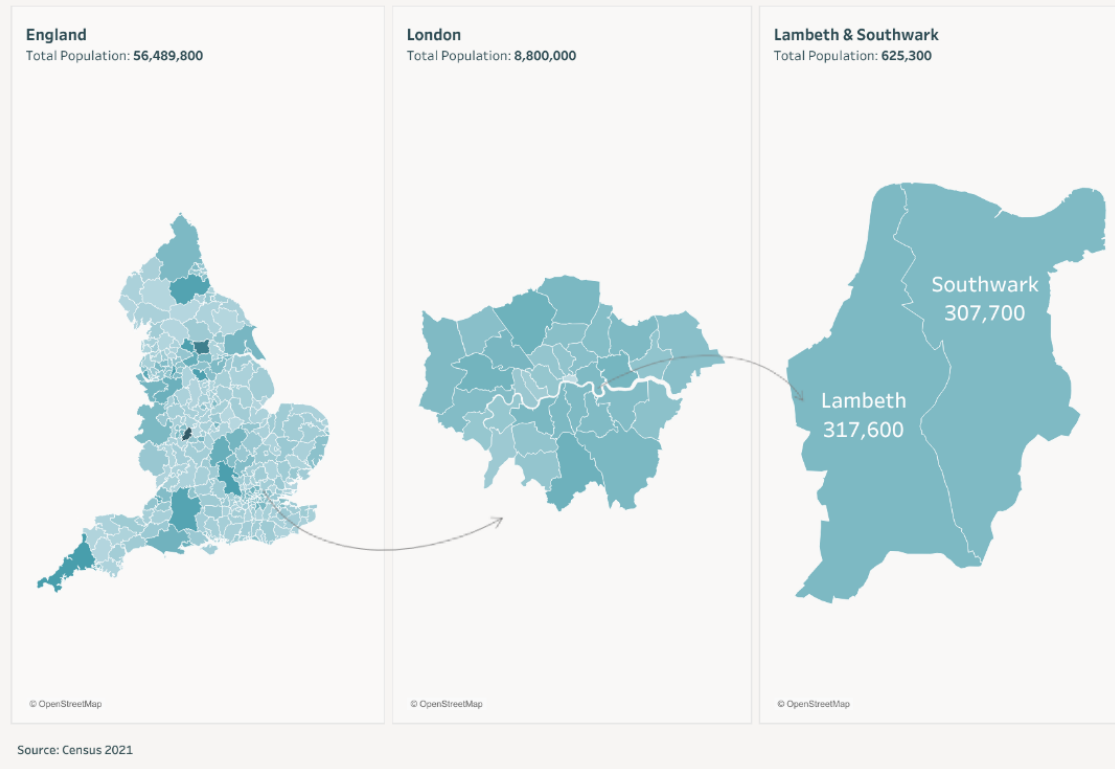 England
Total Population: 56,489,800
London
Total Population: 8,800,000
Lambeth & Southwark
Total Population: 625,300
Southwark
307,700
Lambeth
317,600
© OpenStreetMap
© OpenStreetMap
© OpenStreetMap
Source: Census 2021